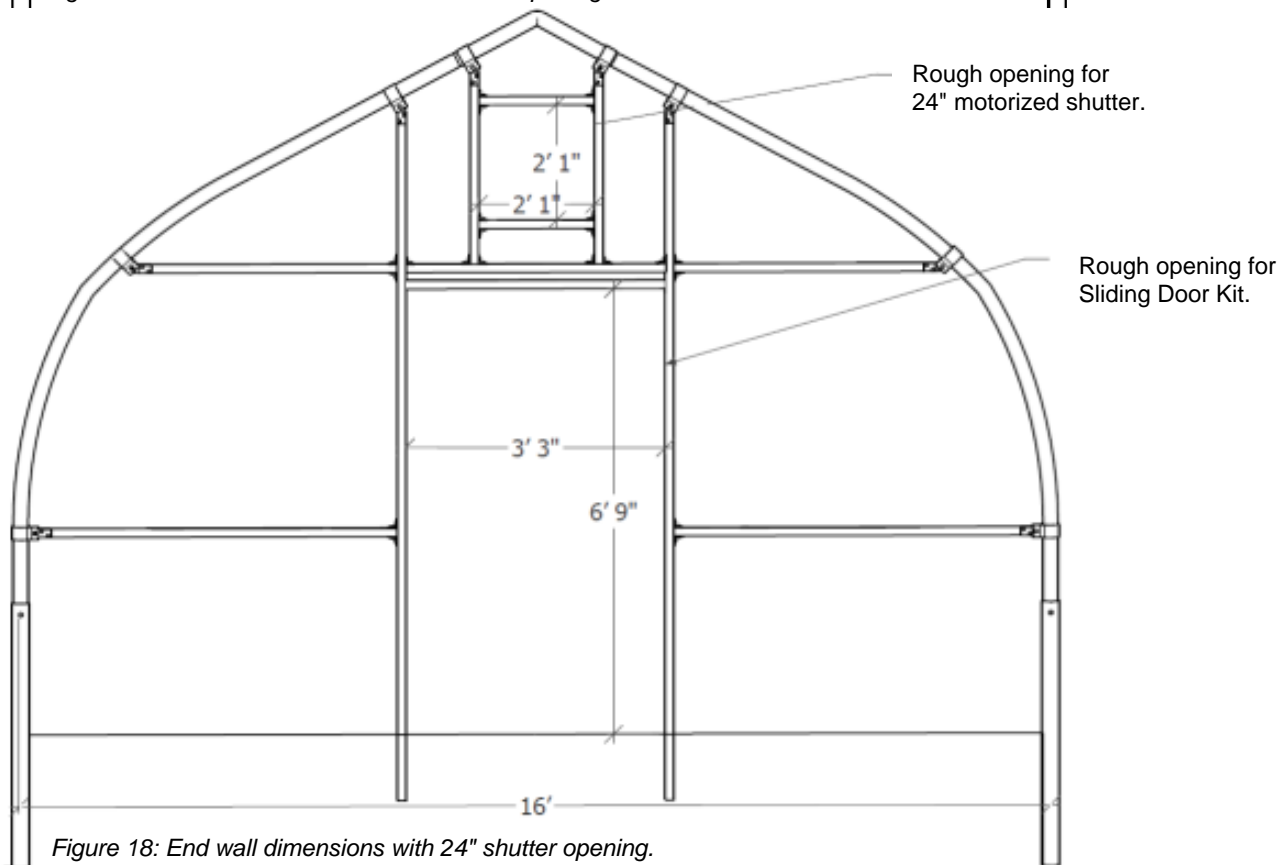 Rough opening for
24" motorized shutter.
2' 1"
2' 1"
Rough opening for
Sliding Door Kit.
3' 3"
6' 9"
16'
Figure 18: End wall dimensions with 24" shutter opening.